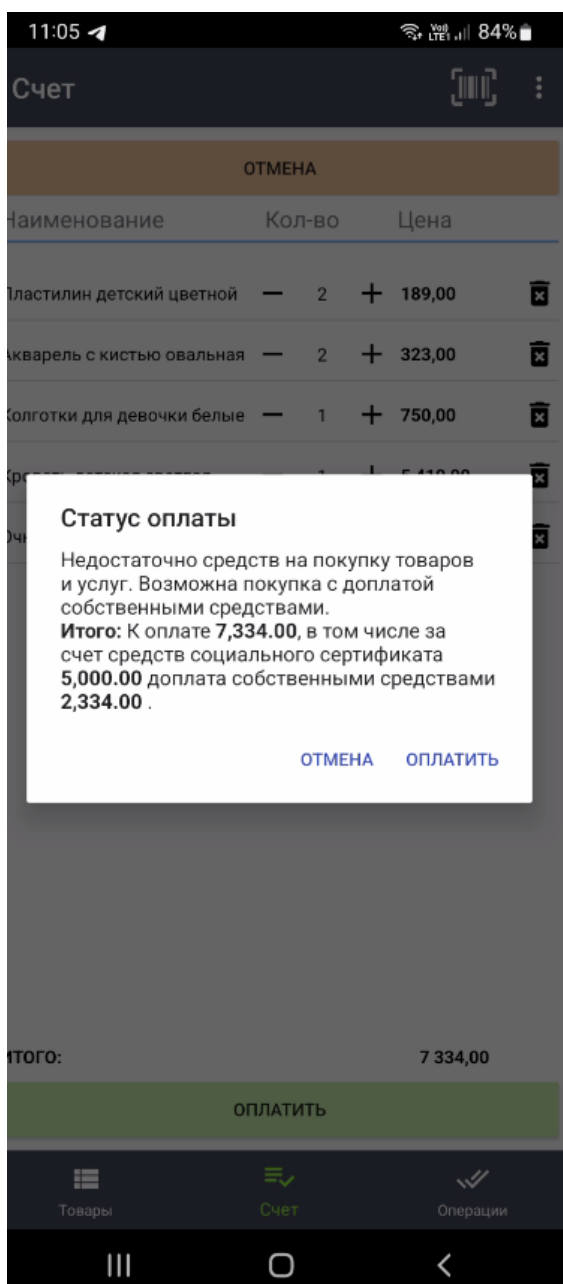 11:05
Vo)) LTE1 84%
Счет
ОТМЕНА
Наименование Кол-во Цена
Пластилин детский цветной 2 189,00
Акварель с кистью овальная 2 323,00
Колготки для девочки белые 1 750,00
Статус оплаты
Недостаточно средств на покупку товаров
и услуг. Возможна покупка с доплатой
собственными средствами.
Итого: К оплате 7,334.00, в том числе за
счет средств социального сертификата
5,000.00 доплата собственными средствами
2,334.00 .
ОТМЕНА ОПЛАТИТЬ
ИТОГО: 7 334,00
ОПЛАТИТЬ
Товары Счет Операции